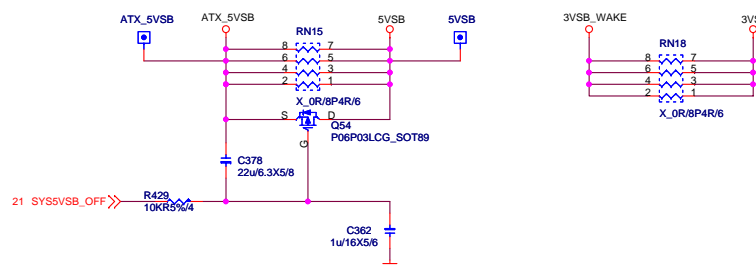 ATX_5VSB
ATX_5VSB
5VSB
5VSB
3VSB_WAKE
RN15
RN18
8 7
6 5
4 3
2 1
8 7
6 5
4 3
2 1
X_0R/8P4R/6
X_0R/8P4R/6
S D
Q54
P06P03LCG_SOT89
G
C378
22u/6.3X5/8
21 SYS5VSB_OFF
R429
10KR5%/4
C362
1u/16X5/6